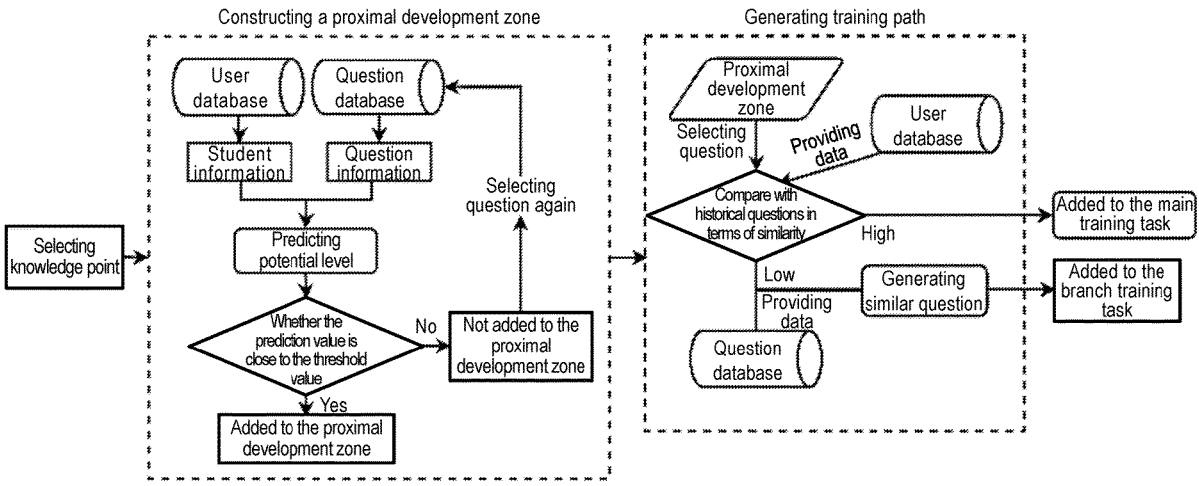 Constructing a proximal development zone
Generating training path
User
database
Question
database
Student
information
Question
information
Selecting
question again
Selecting
knowledge point
Predicting
potential level
Whether the
prediction value is
close to the threshold
value
No
Not added to the
proximal
development zone
Yes
Added to the proximal
development zone
Proximal
development
zone
Selecting
question
Providing
data
User
database
Compare with
historical questions in
terms of similarity
High
Added to the main
training task
Low
Providing
data
Generating
similar question
Added to the
branch training
task
Question
database